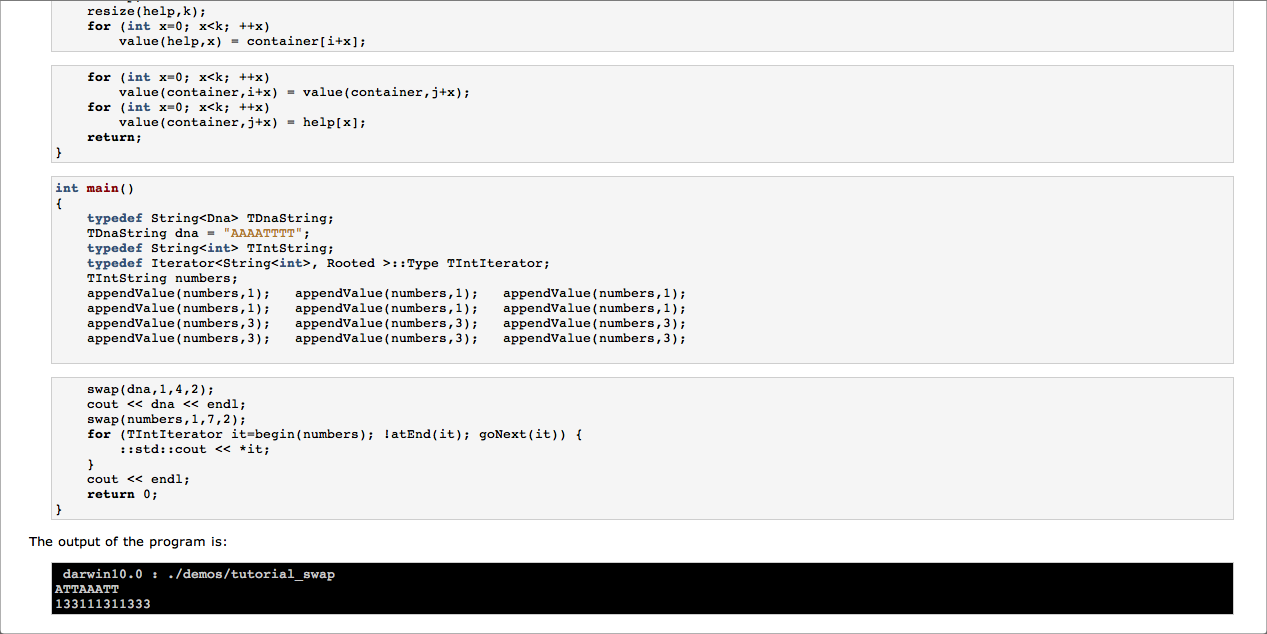 resize(help,k);
for (int x=0; x<k; ++x)
value(help,x) = container[i+x];
for (int x=0; x<k; ++x)
value(container,i+x) = value(container,j+x);
for (int x=0; x<k; ++x)
value(container,j+x) = help[x];
return;
}
int main()
{
typedef String<Dna> TDnaString;
TDnaString dna = "AAAATTTT";
typedef String<int> TIntString;
typedef Iterator<String<int>, Rooted >::Type TIntIterator;
TIntString numbers;
appendValue(numbers,1);   appendValue(numbers,1);   appendValue(numbers,1);
appendValue(numbers,1);   appendValue(numbers,1);   appendValue(numbers,1);
appendValue(numbers,3);   appendValue(numbers,3);   appendValue(numbers,3);
appendValue(numbers,3);   appendValue(numbers,3);   appendValue(numbers,3);
swap(dna,1,4,2);
cout << dna << endl;
swap(numbers,1,7,2);
for (TIntIterator it=begin(numbers); !atEnd(it); goNext(it)) {
::std::cout << *it;
}
cout << endl;
return 0;
}
The output of the program is:
darwin10.0 : ./demos/tutorial_swap
ATTAAATT
133111311333